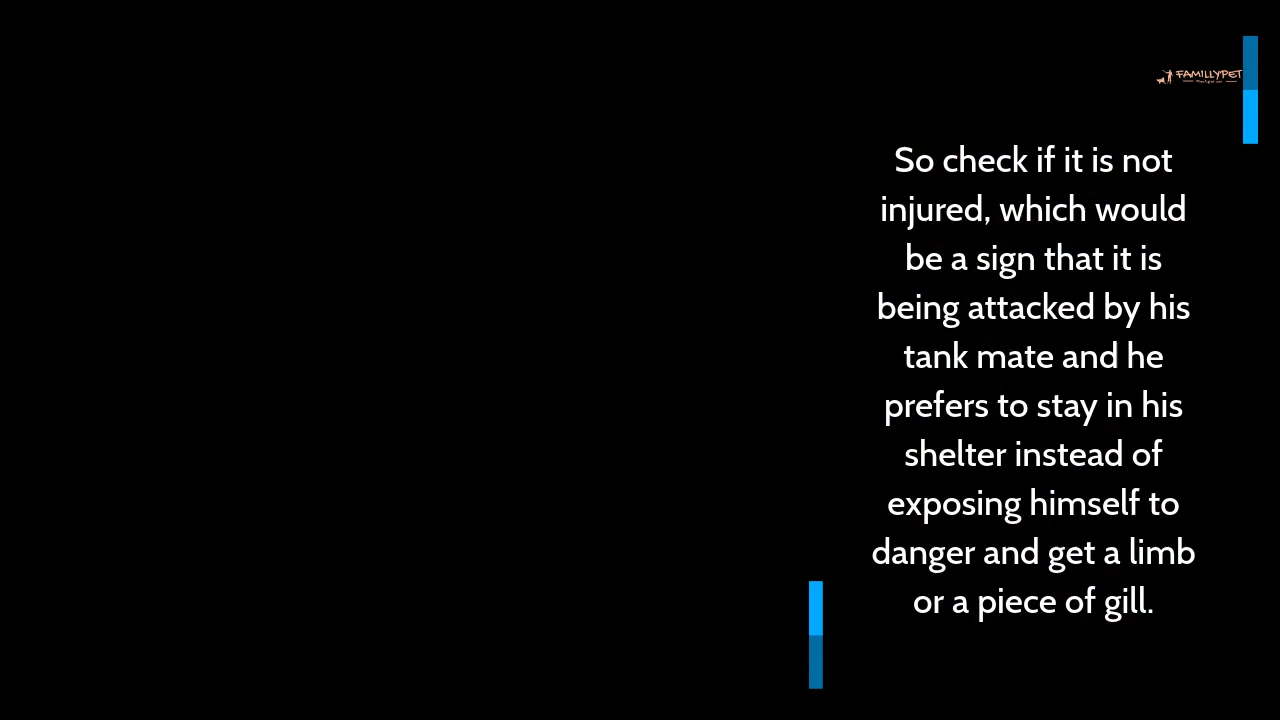 FAMILLYPET
So check if it is not
injured, which would
be a sign that it is
being attacked by his
tank mate and he
prefers to stay in his
shelter instead of
exposing himself to
danger and get a limb
or a piece of gill.